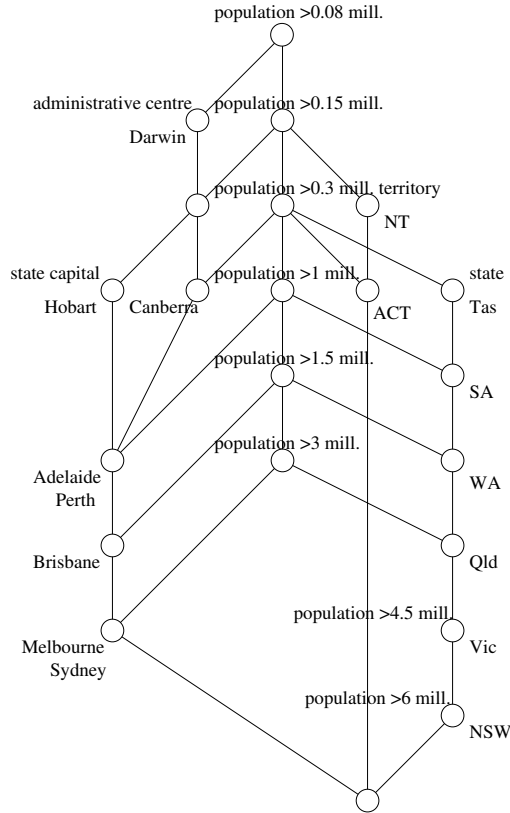 population >0.08 mill.
administrative centre
population >0.15 mill.
Darwin
population >0.3 mill.
territory
NT
state capital
population >1 mill.
state
Hobart
Canberra
ACT
Tas
population >1.5 mill.
SA
population >3 mill.
Adelaide
Perth
WA
Brisbane
Qld
population >4.5 mill.
Melbourne
Sydney
Vic
population >6 mill.
NSW